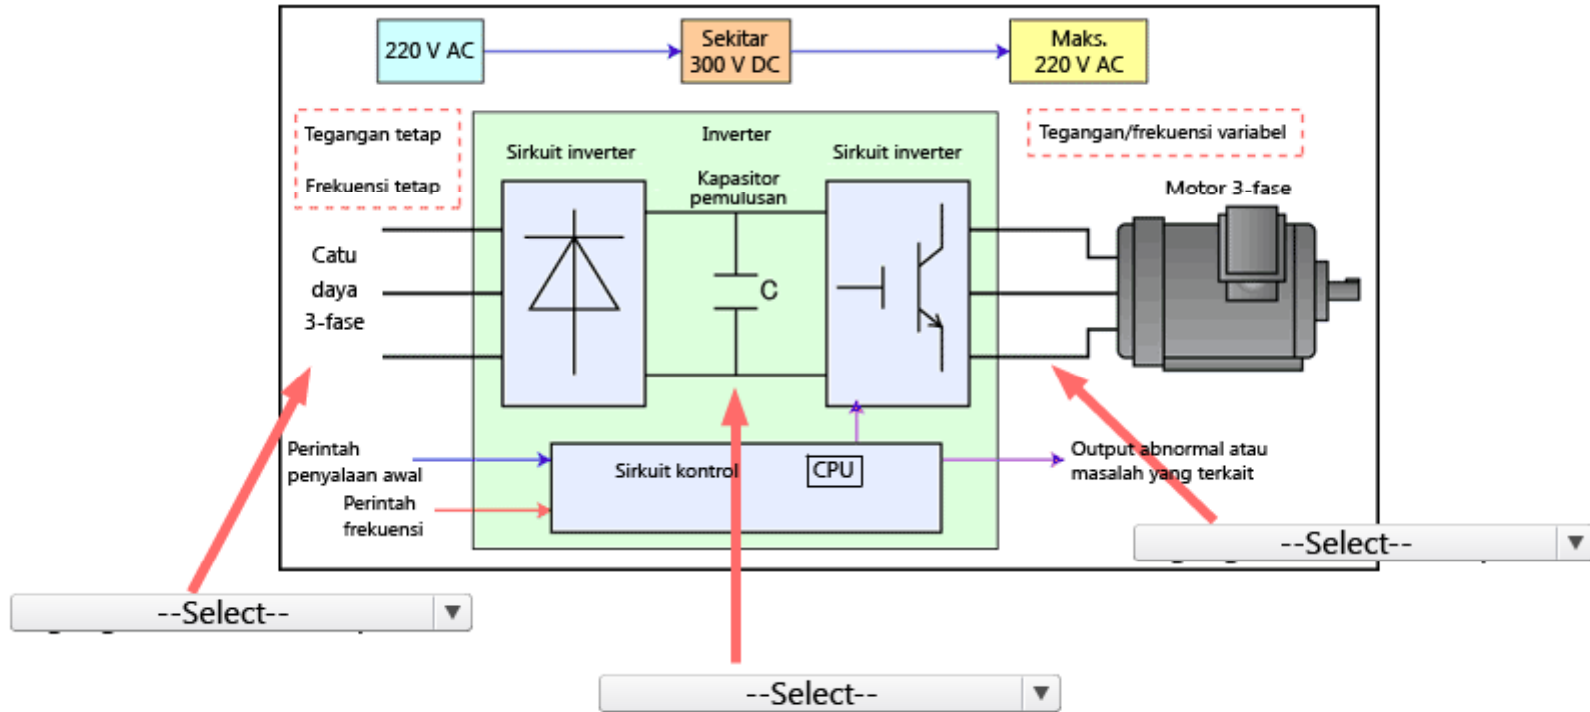 220 V AC
Sekitar
300 V DC
Maks.
220 V AC
Tegangan tetap
Frekuensi tetap
Inverter
Sirkuit inverter
Sirkuit inverter
Kapasitor
pemulusan
Tegangan/frekuensi variabel
Motor 3-fase
Catu
daya
3-fase
C
Perintah
penyalaan awal
Perintah
frekuensi
Sirkuit kontrol
CPU
Output abnormal atau
masalah yang terkait
--Select--
--Select--
--Select--